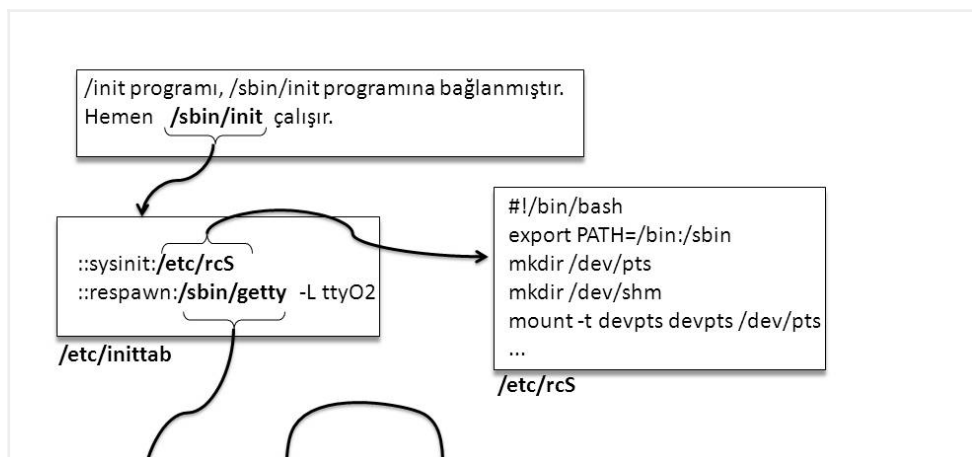 /init programı, /sbin/init programına bağlanmıştır.
Hemen /sbin/init çalışır.
::sysinit:/etc/rcS
::respawn:/sbin/getty -L ttyO2
/etc/inittab
#!/bin/bash
export PATH=/bin:/sbin
mkdir /dev/pts
mkdir /dev/shm
mount -t devpts devpts /dev/pts
...
/etc/rcS